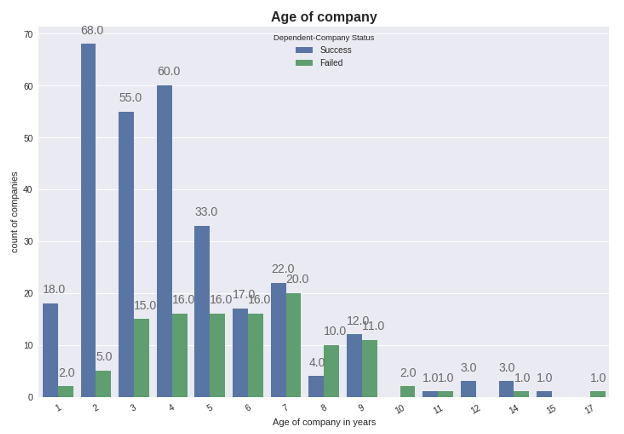 Age of company
Dependent-Company Status
Success
Failed
count of companies
70
60
50
40
30
20
10
0
18.0 68.0 55.0 60.0 33.0 17.0 22.0 4.0 12.0 1.0 3.0 3.0 1.0
2.0 5.0 15.0 16.0 16.0 16.0 20.0 10.0 11.0 2.0 1.0 1.0 1.0
1 2 3 4 5 6 7 8 9 10 11 12 14 15 17
Age of company in years